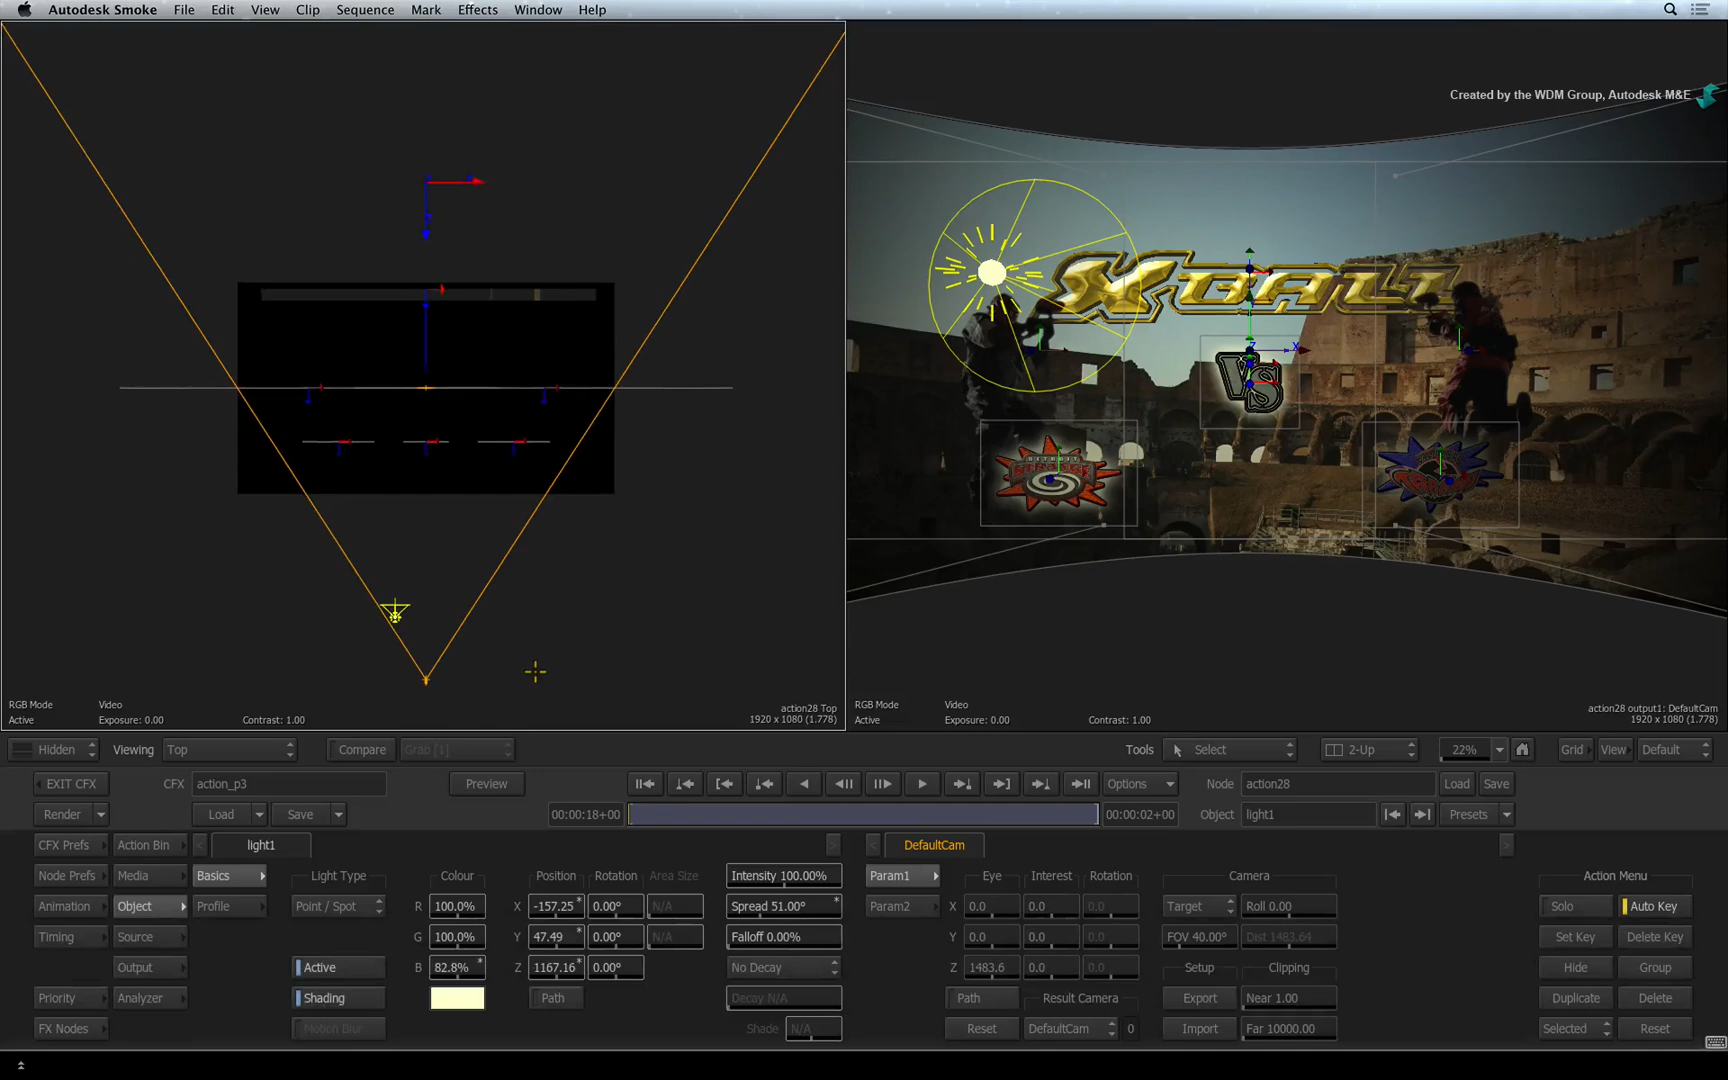 Autodesk Smoke File Edit View Clip Sequence Mark Effects Window Help
Created by the WDM Group, Autodesk M&E
XBALL
Z X
VS
DETROIT
STRANGE
RGB Mode Video
Active Exposure: 0.00 Contrast: 1.00
action28 Top
1920 x 1080 (1.778)
RGB Mode Video
Active Exposure: 0.00 Contrast: 1.00
action28 output1: DefaultCam
1920 x 1080 (1.778)
Hidden Viewing Top Compare Grab [1] Tools Select 2-Up 22% Grid View Default
EXIT CFX CFX action_p3 Preview Options Node action28 Load Save
Render Load Save 00:00:18+00 00:00:02+00 Object light1 Presets
CFX Prefs Action Bin < light1 > < DefaultCam >
Node Prefs Media Basics Light Type Colour Position Rotation Area Size Intensity 100.00% Param1 Eye Interest Rotation Camera Action Menu
Animation Object Profile Point / Spot R 100.0% X -157.25 * 0.00° N/A Spread 51.00° * Param2 X 0.0 0.0 0.0 Target Roll 0.00 Solo Auto Key
Timing Source G 100.0% Y 47.49 * 0.00° N/A Falloff 0.00% Y 0.0 0.0 0.0 FOV 40.00° Dist 1483.64 Set Key Delete Key
Output Active B 82.8% * Z 1167.16 * 0.00° No Decay Z 1483.6 0.0 0.0 Setup Clipping Hide Group
Priority Analyzer Shading Path Decay N/A Path Result Camera Export Near 1.00 Duplicate Delete
FX Nodes Motion Blur Shade N/A Reset DefaultCam 0 Import Far 10000.00 Selected Reset